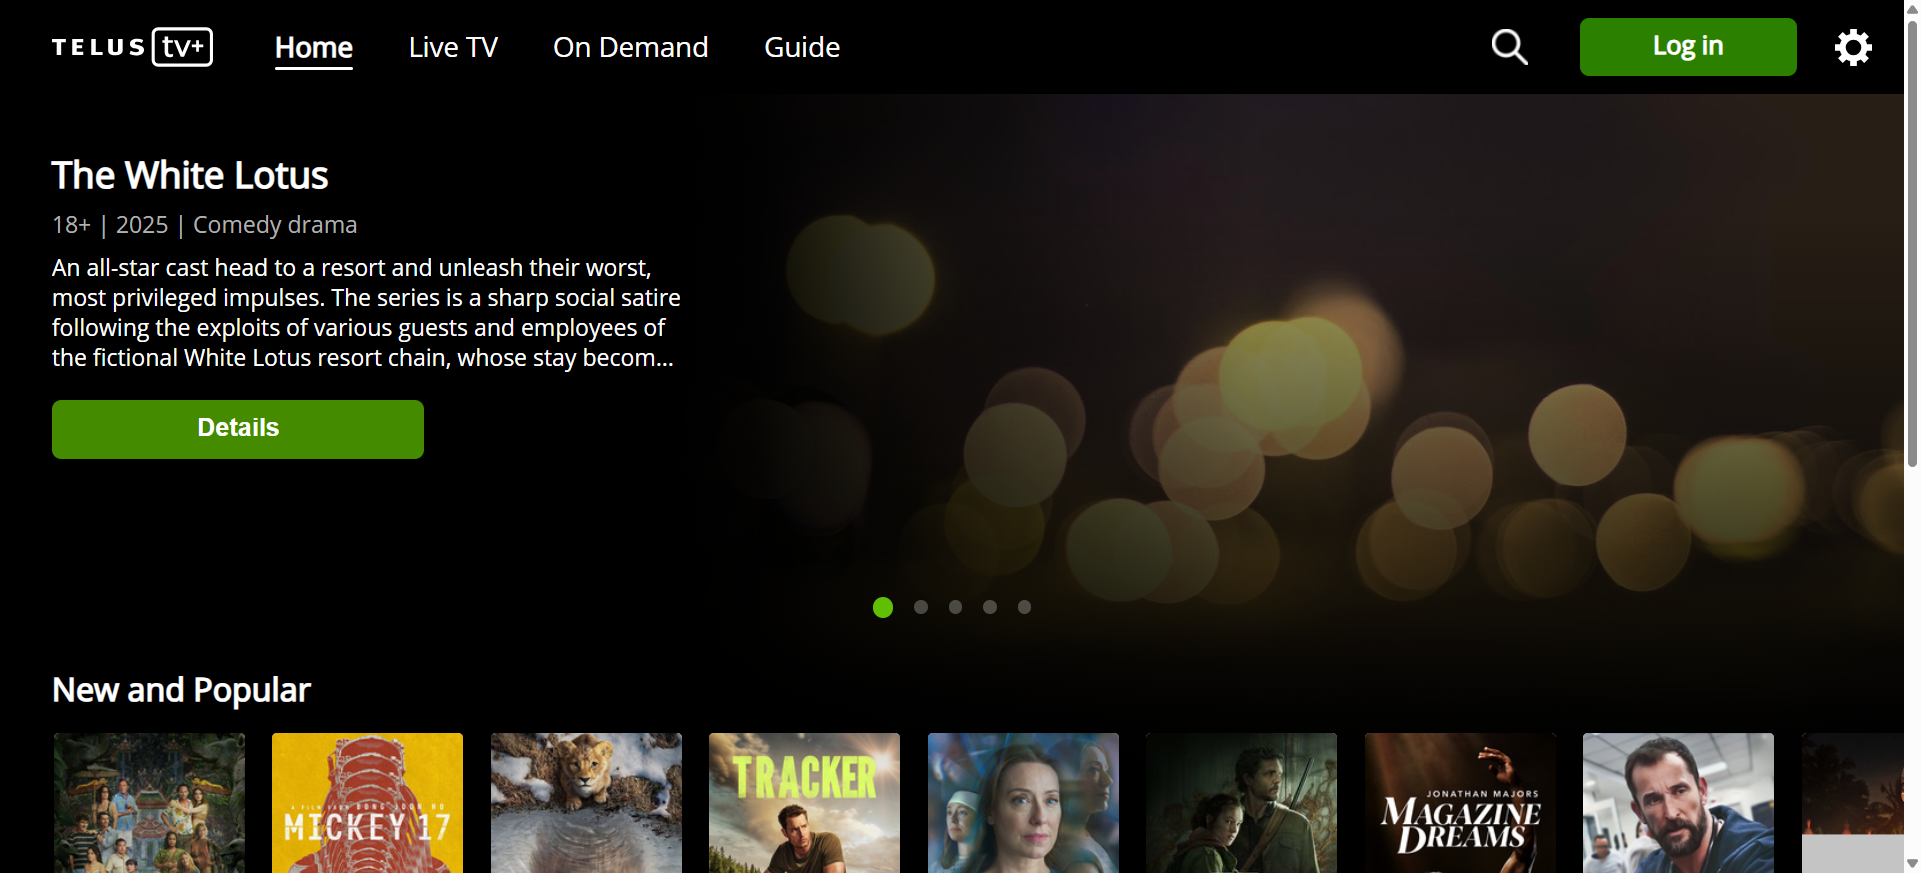 TELUS tv+ Home Live TV On Demand Guide Log in
The White Lotus
18+ | 2025 | Comedy drama
An all-star cast head to a resort and unleash their worst,
most privileged impulses. The series is a sharp social satire
following the exploits of various guests and employees of
the fictional White Lotus resort chain, whose stay becom...
Details
New and Popular
A FILM FROM BONG JOON HO
MICKEY 17
TRACKER
JONATHAN MAJORS
MAGAZINE
DREAMS